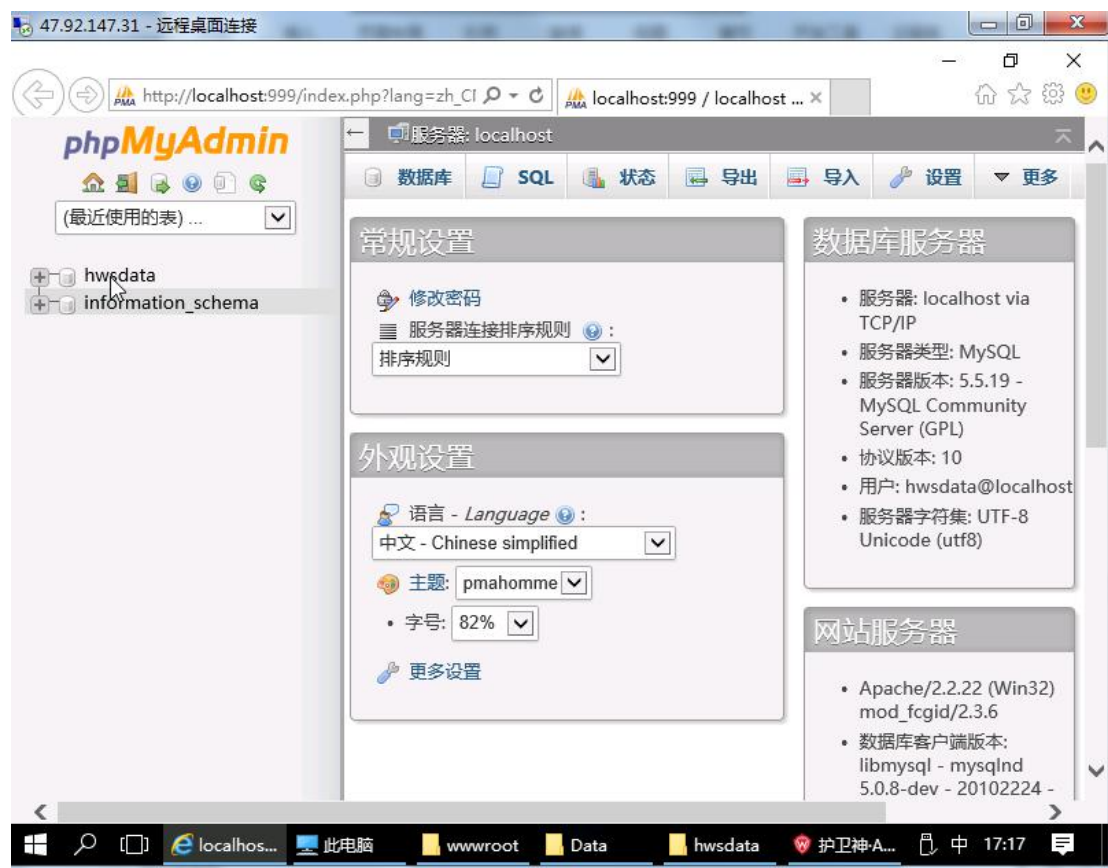 47.92.147.31 - 远程桌面连接
http://localhost:999/index.php?lang=zh_CI
localhost:999 / localhost ...
phpMyAdmin
(最近使用的表) ...
hwsdata
information_schema
服务器: localhost
数据库 SQL 状态 导出 导入 设置 更多
常规设置
修改密码
服务器连接排序规则 :
排序规则
外观设置
语言 - Language :
中文 - Chinese simplified
主题: pmahomme
字号: 82%
更多设置
数据库服务器
服务器: localhost via
TCP/IP
服务器类型: MySQL
服务器版本: 5.5.19 -
MySQL Community
Server (GPL)
协议版本: 10
用户: hwsdata@localhost
服务器字符集: UTF-8
Unicode (utf8)
网站服务器
Apache/2.2.22 (Win32)
mod_fcgid/2.3.6
数据库客户端版本:
libmysql - mysqlnd
5.0.8-dev - 20102224 -
localhos... 此电脑 wwwroot Data hwsdata 护卫神·A... 中 17:17